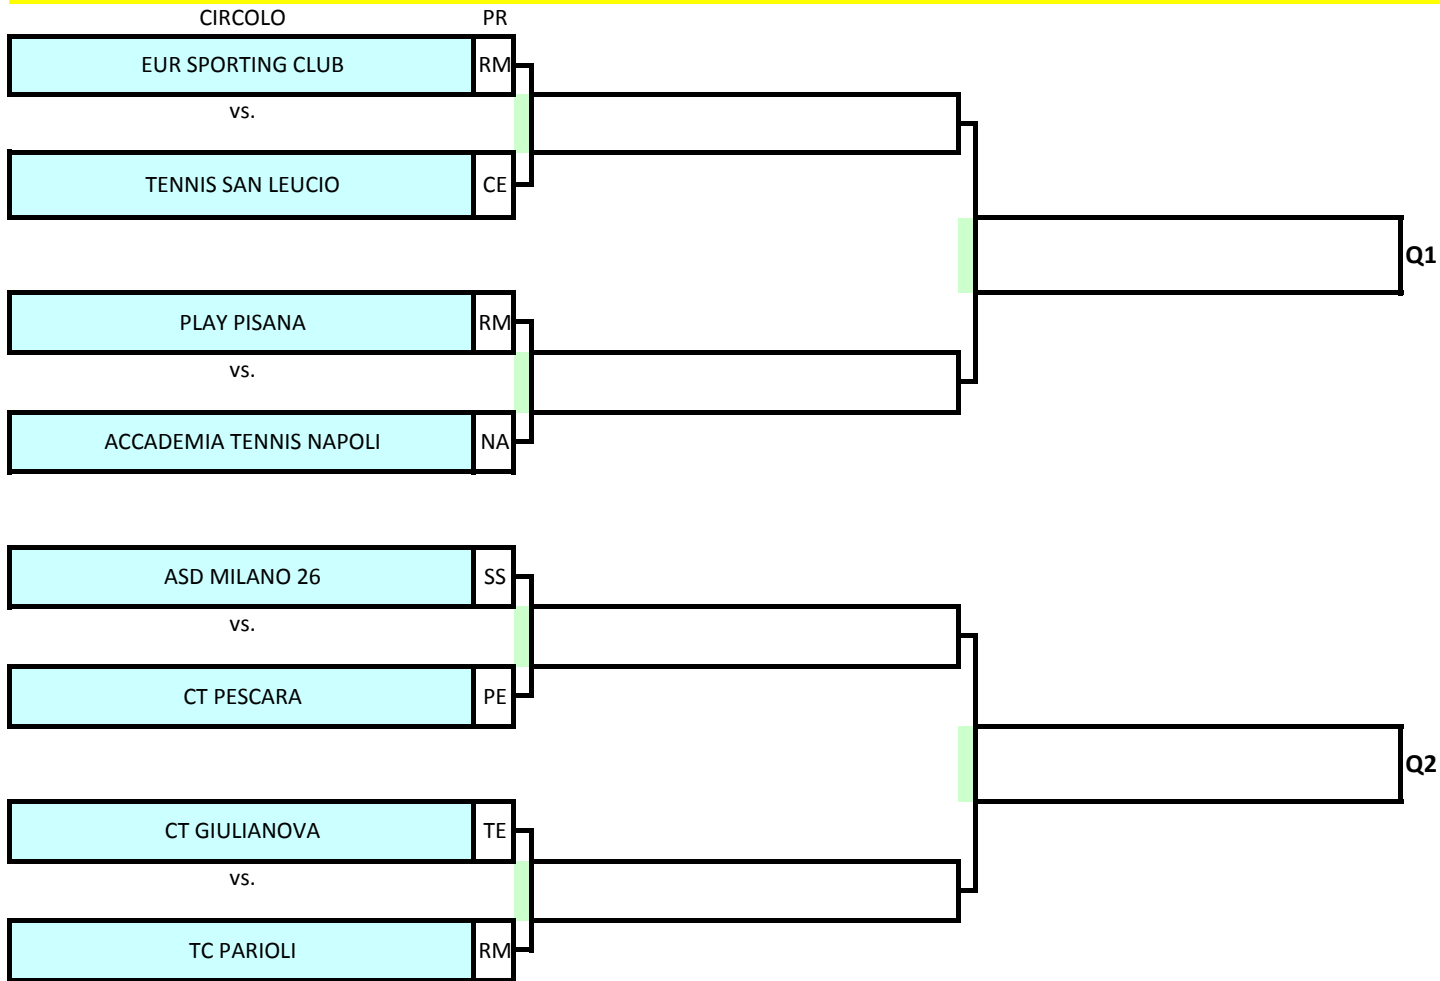 CIRCOLO PR
EUR SPORTING CLUB RM
vs.
TENNIS SAN LEUCIO CE
Q1
PLAY PISANA RM
vs.
ACCADEMIA TENNIS NAPOLI NA
ASD MILANO 26 SS
vs.
CT PESCARA PE
Q2
CT GIULIANOVA TE
vs.
TC PARIOLI RM